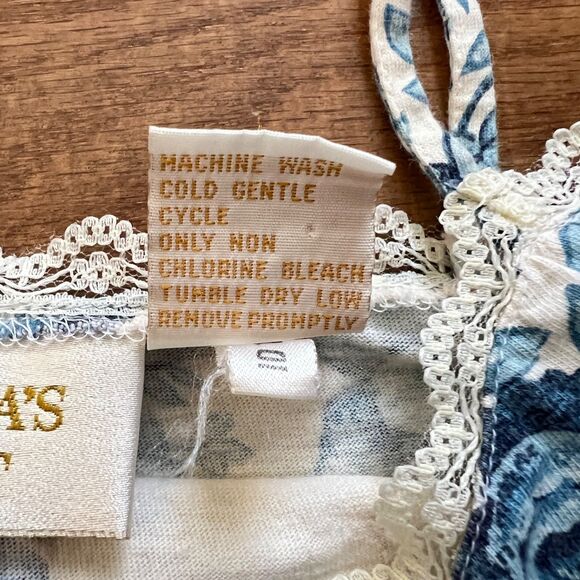 MACHINE WASH
COLD GENTLE
CYCLE
ONLY NON
CHLORINE BLEACH
TUMBLE DRY LOW
REMOVE PROMPTLY
A'S